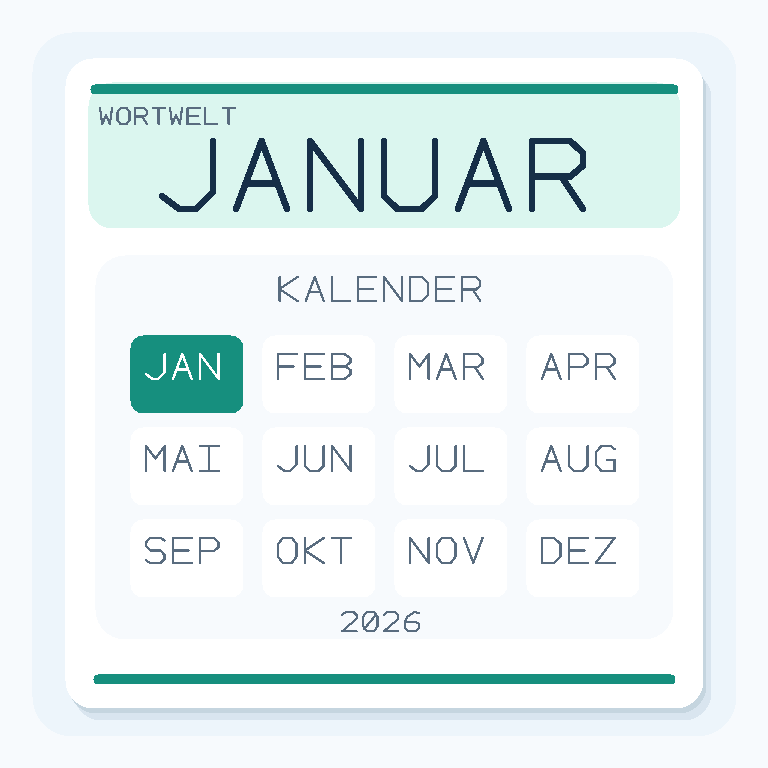 WORTWELT
JANUAR
KALENDER
JAN FEB MAR APR
MAI JUN JUL AUG
SEP OKT NOV DEZ
2026